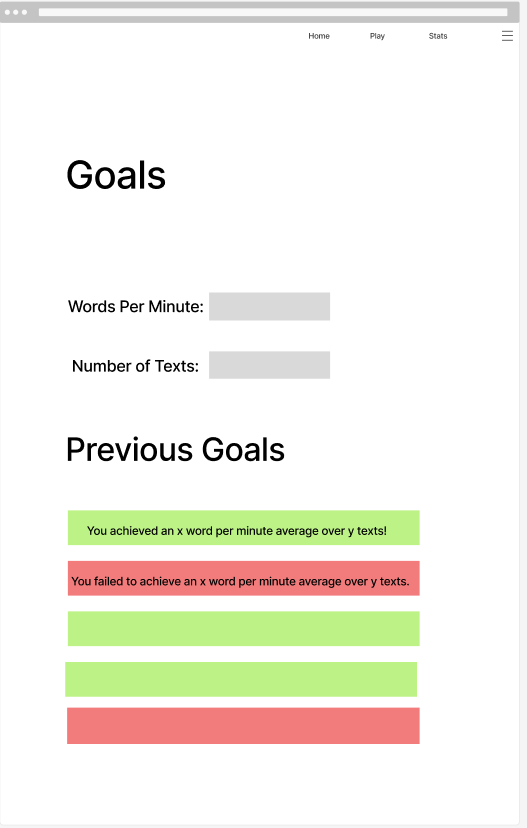 Home Play Stats
Goals
Words Per Minute:
Number of Texts:
Previous Goals
You achieved an x word per minute average over y texts!
You failed to achieve an x word per minute average over y texts.